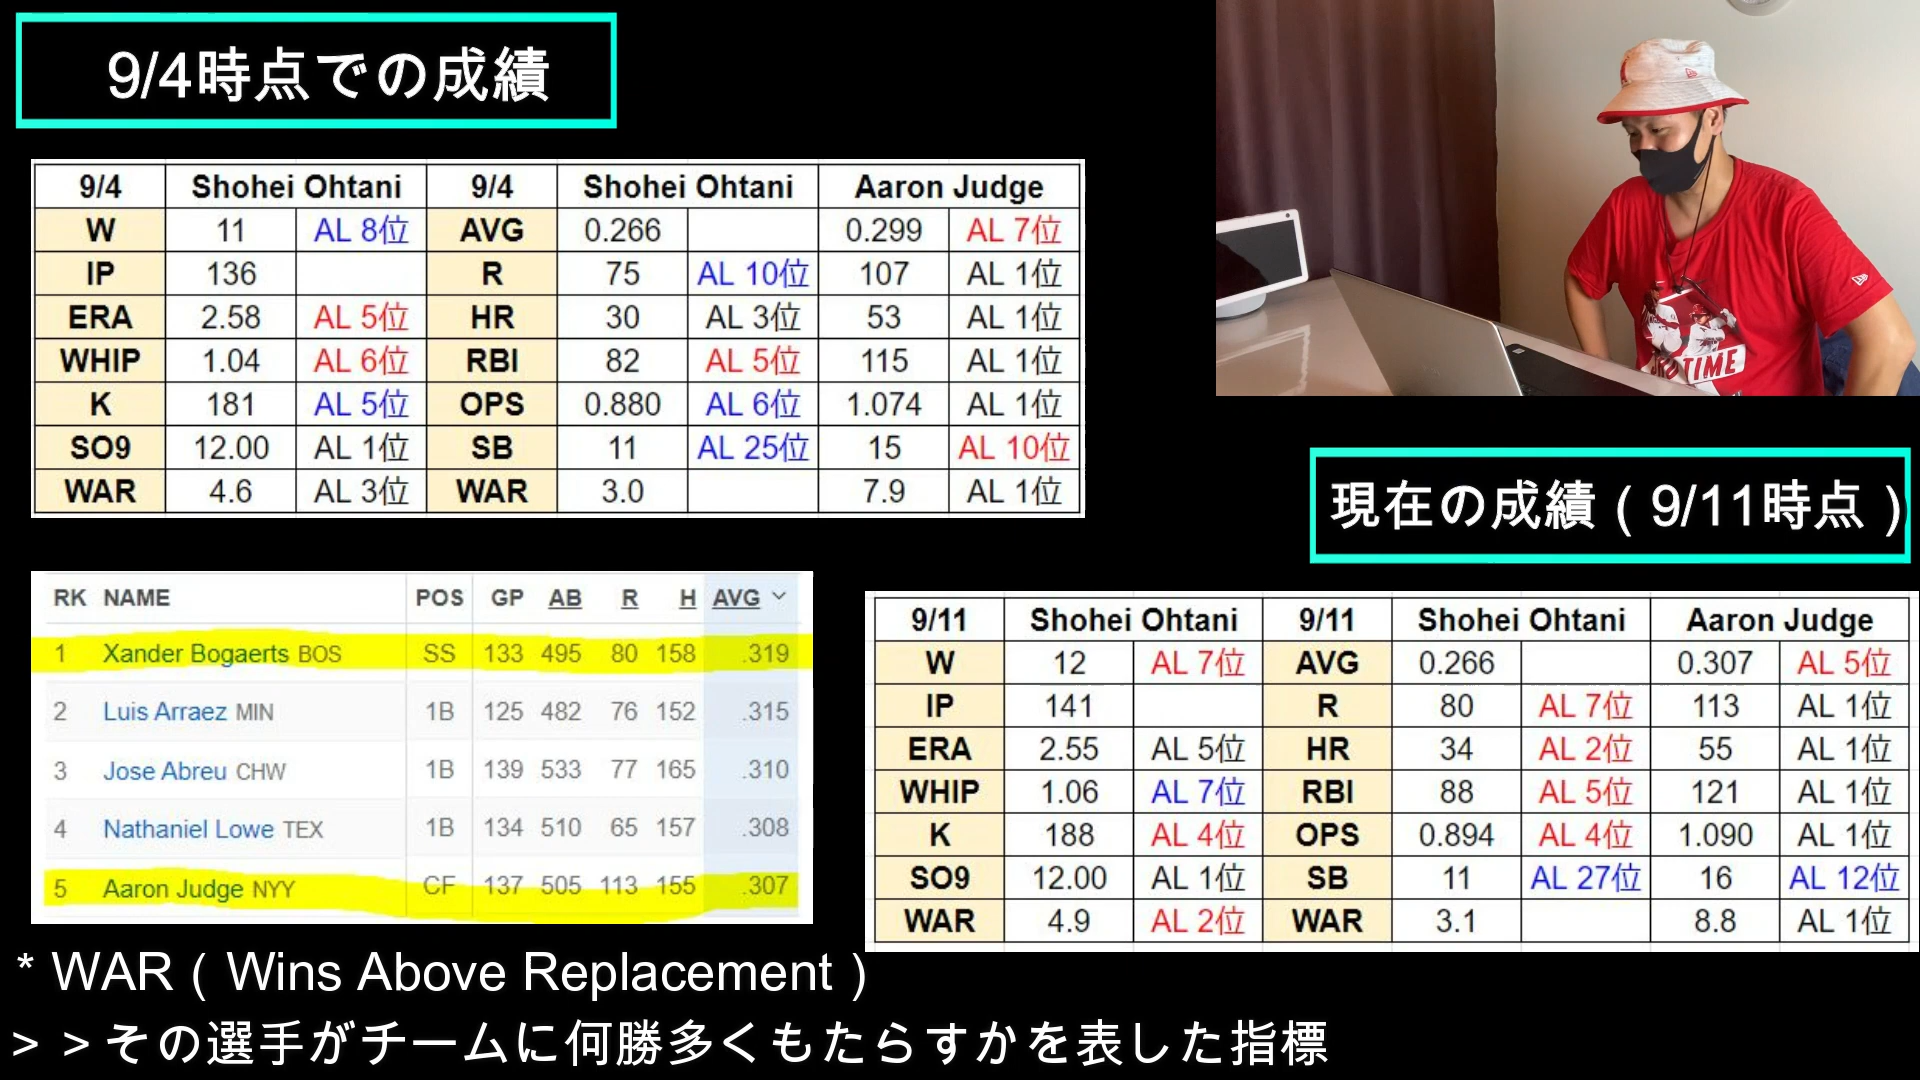 9/4時点での成績
9/4 Shohei Ohtani 9/4 Shohei Ohtani Aaron Judge
W 11 AL 8位 AVG 0.266 0.299 AL 7位
IP 136 R 75 AL 10位 107 AL 1位
ERA 2.58 AL 5位 HR 30 AL 3位 53 AL 1位
WHIP 1.04 AL 6位 RBI 82 AL 5位 115 AL 1位
K 181 AL 5位 OPS 0.880 AL 6位 1.074 AL 1位
SO9 12.00 AL 1位 SB 11 AL 25位 15 AL 10位
WAR 4.6 AL 3位 WAR 3.0 7.9 AL 1位
現在の成績（9/11時点）
RK NAME POS GP AB R H AVG
1 Xander Bogaerts BOS SS 133 495 80 158 .319
2 Luis Arraez MIN 1B 125 482 76 152 .315
3 Jose Abreu CHW 1B 139 533 77 165 .310
4 Nathaniel Lowe TEX 1B 134 510 65 157 .308
5 Aaron Judge NYY CF 137 505 113 155 .307
9/11 Shohei Ohtani 9/11 Shohei Ohtani Aaron Judge
W 12 AL 7位 AVG 0.266 0.307 AL 5位
IP 141 R 80 AL 7位 113 AL 1位
ERA 2.55 AL 5位 HR 34 AL 2位 55 AL 1位
WHIP 1.06 AL 7位 RBI 88 AL 5位 121 AL 1位
K 188 AL 4位 OPS 0.894 AL 4位 1.090 AL 1位
SO9 12.00 AL 1位 SB 11 AL 27位 16 AL 12位
WAR 4.9 AL 2位 WAR 3.1 8.8 AL 1位
* WAR（Wins Above Replacement）
＞＞その選手がチームに何勝多くもたらすかを表した指標